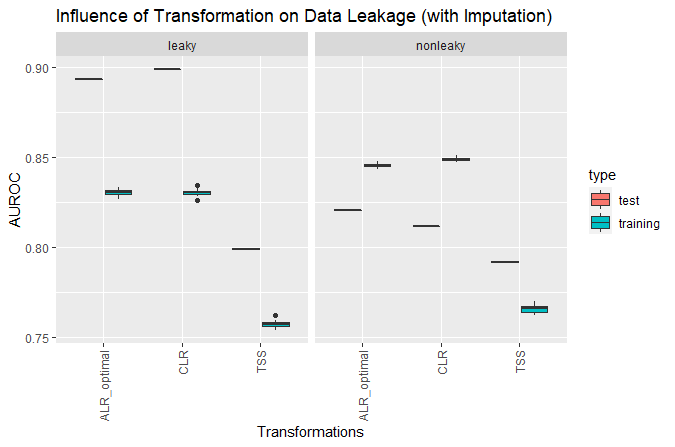 Influence of Transformation on Data Leakage (with Imputation)
leaky
nonleaky
0.90
0.85
0.80
0.75
AUROC
ALR_optimal
CLR
TSS
ALR_optimal
CLR
TSS
Transformations
type
test
training